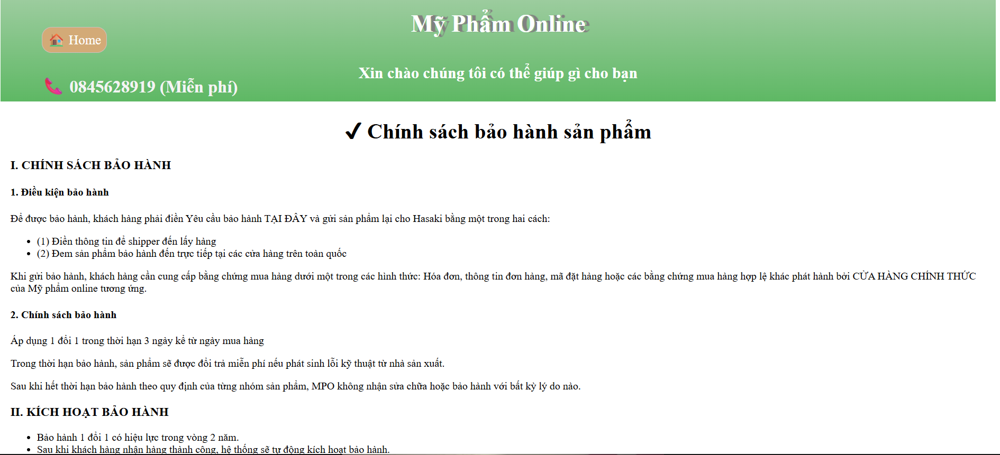 Mỹ Phẩm Online
🏠 Home
Xin chào chúng tôi có thể giúp gì cho bạn
📞 0845628919 (Miễn phí)
✔ Chính sách bảo hành sản phẩm
I. CHÍNH SÁCH BẢO HÀNH
1. Điều kiện bảo hành
Để được bảo hành, khách hàng phải điền Yêu cầu bảo hành TẠI ĐÂY và gửi sản phẩm lại cho Hasaki bằng một trong hai cách:
• (1) Điền thông tin để shipper đến lấy hàng
• (2) Đem sản phẩm bảo hành đến trực tiếp tại các cửa hàng trên toàn quốc
Khi gửi bảo hành, khách hàng cần cung cấp bằng chứng mua hàng dưới một trong các hình thức: Hóa đơn, thông tin đơn hàng, mã đặt hàng hoặc các bằng chứng mua hàng hợp lệ khác phát hành bởi CỬA HÀNG CHÍNH THỨC
của Mỹ phẩm online tương ứng.
2. Chính sách bảo hành
Áp dụng 1 đổi 1 trong thời hạn 3 ngày kể từ ngày mua hàng
Trong thời hạn bảo hành, sản phẩm sẽ được đổi trả miễn phí nếu phát sinh lỗi kỹ thuật từ nhà sản xuất.
Sau khi hết thời hạn bảo hành theo quy định của từng nhóm sản phẩm, MPO không nhận sửa chữa hoặc bảo hành với bất kỳ lý do nào.
II. KÍCH HOẠT BẢO HÀNH
• Bảo hành 1 đổi 1 có hiệu lực trong vòng 2 năm.
• Sau khi khách hàng nhận hàng thành công, hệ thống sẽ tự động kích hoạt bảo hành.